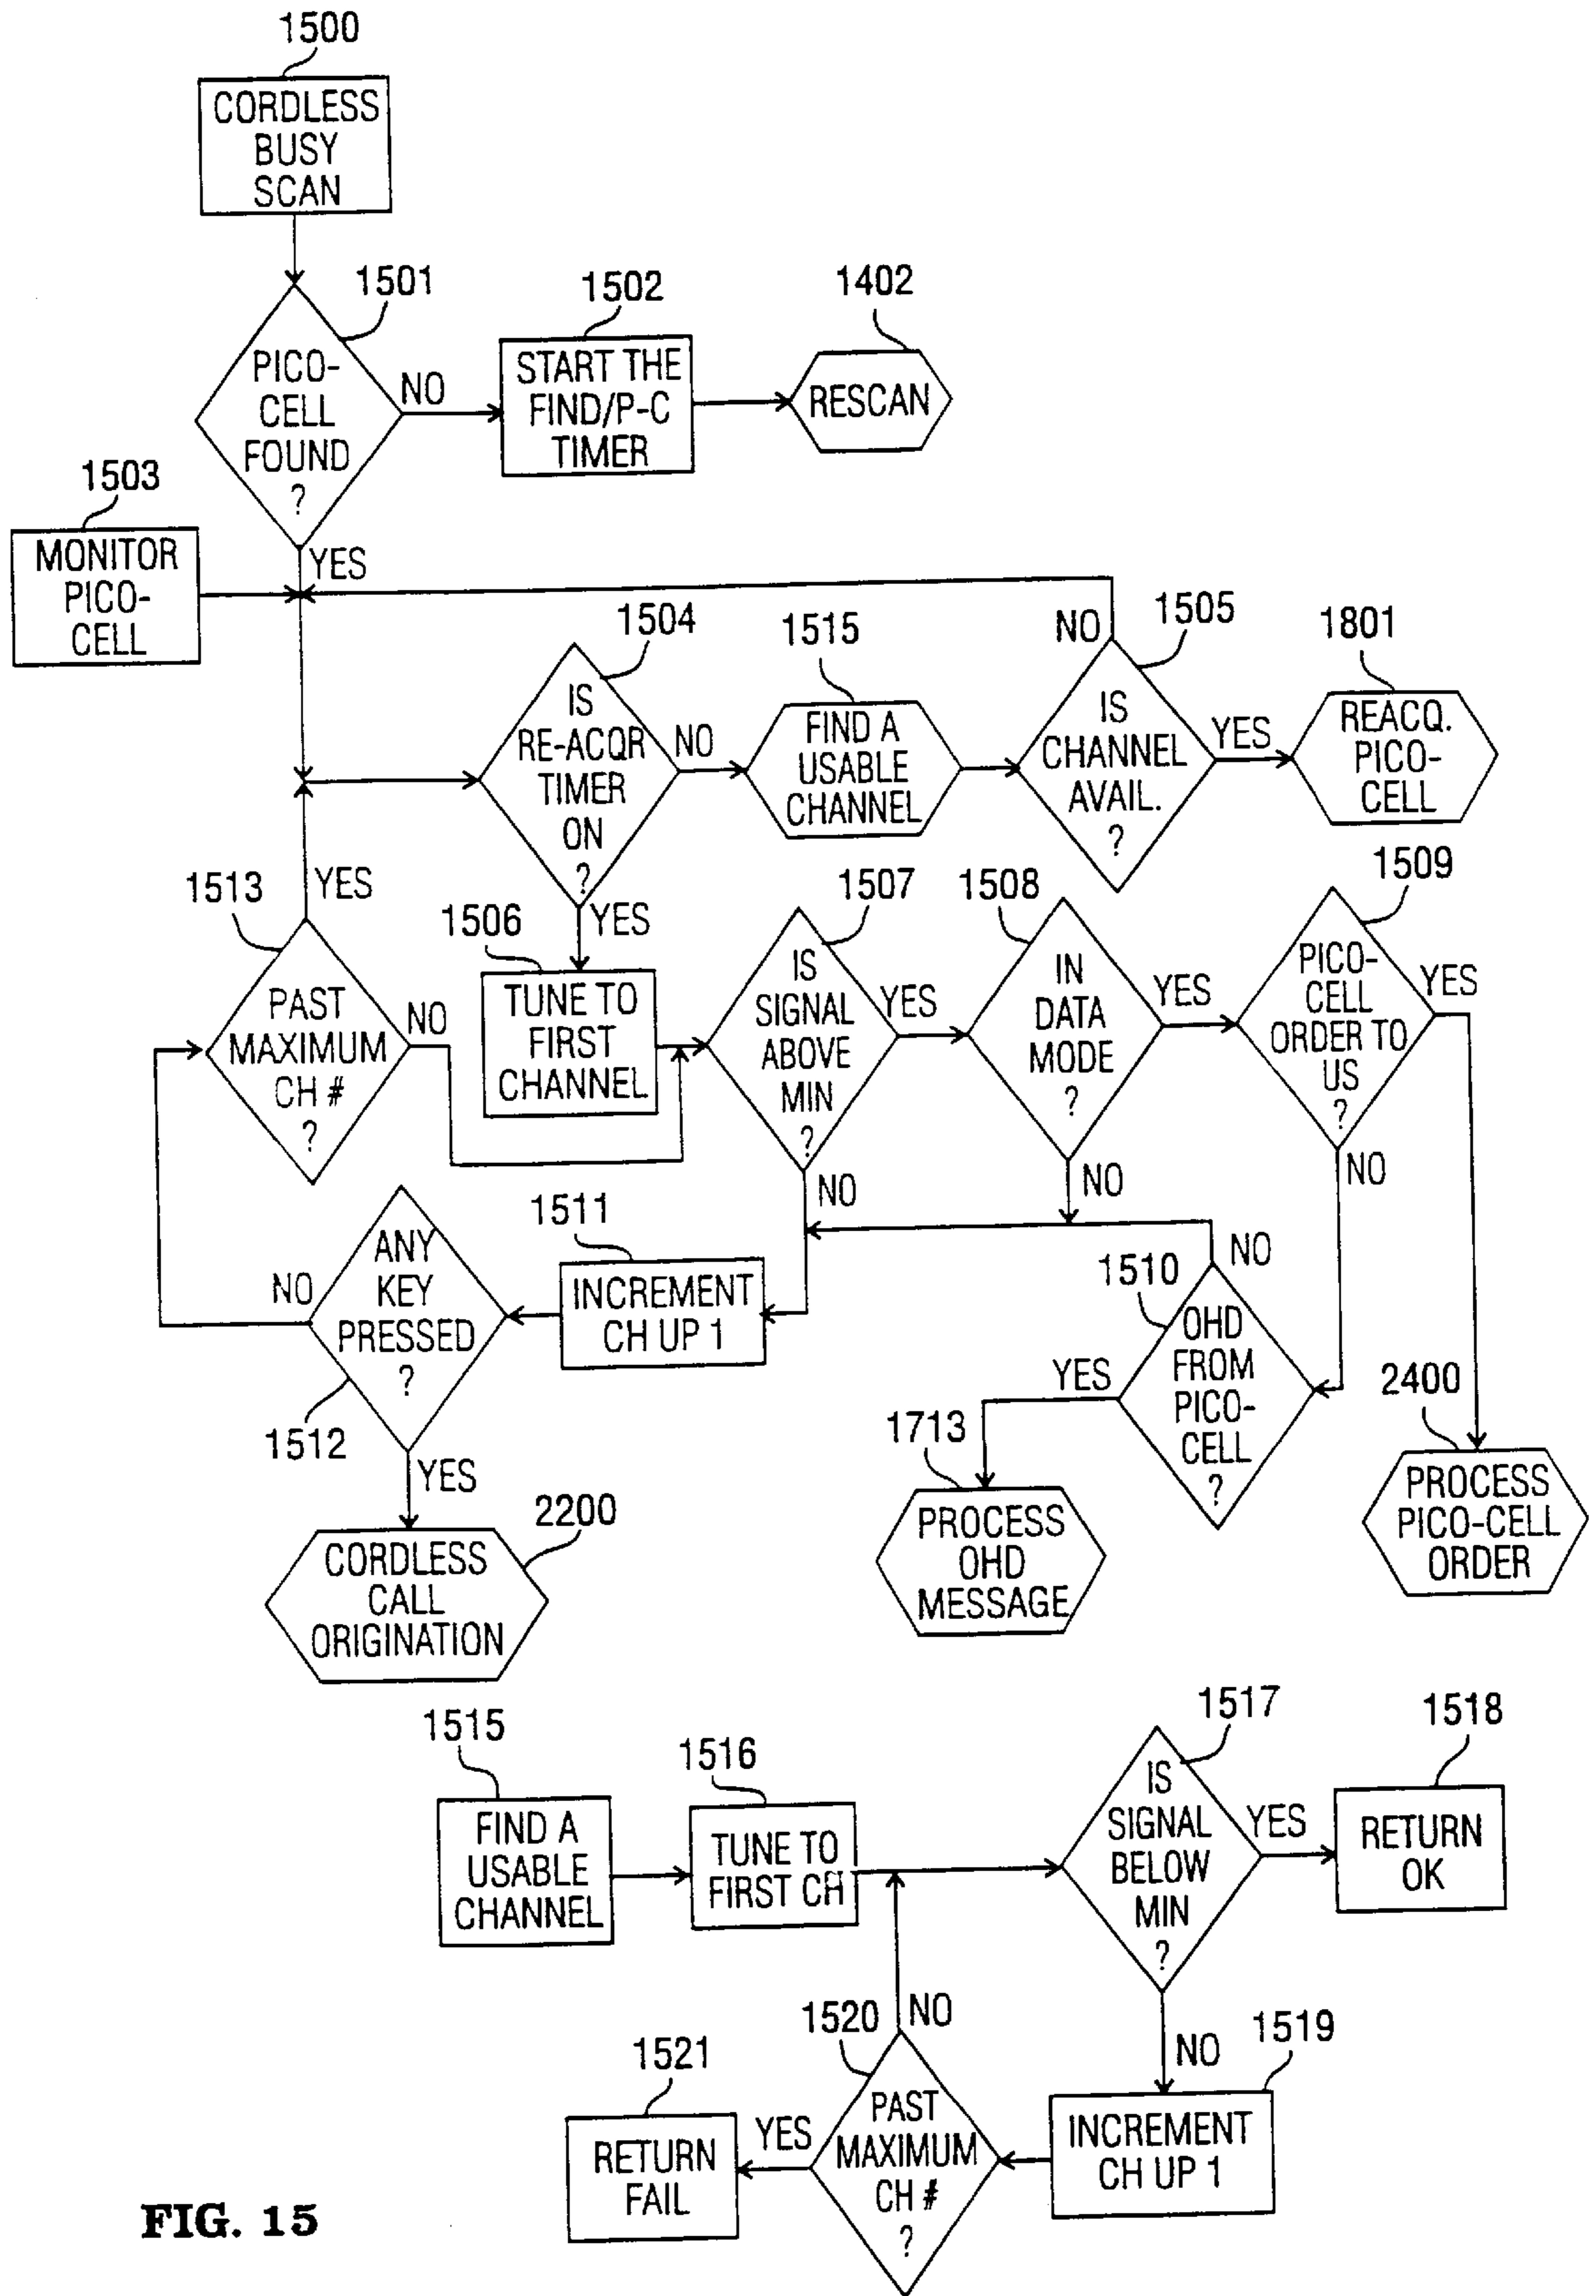 1500
CORDLESS
BUSY
SCAN
1501
PICO-
CELL
FOUND
?
NO
YES
1502
START THE
FIND/P-C
TIMER
1402
RESCAN
1503
MONITOR
PICO-
CELL
1504
IS
RE-ACQR
TIMER
ON
?
NO
YES
1515
FIND A
USABLE
CHANNEL
1505
NO
IS
CHANNEL
AVAIL.
?
YES
1801
REACQ.
PICO-
CELL
1513
YES
PAST
MAXIMUM
CH #
?
NO
1506
TUNE TO
FIRST
CHANNEL
1507
IS
SIGNAL
ABOVE
MIN
?
YES
NO
1508
IN
DATA
MODE
?
YES
NO
1509
PICO-
CELL
ORDER TO
US
?
YES
NO
1511
INCREMENT
CH UP 1
ANY
KEY
PRESSED
?
NO
1512
YES
2200
CORDLESS
CALL
ORIGINATION
1510
NO
OHD
FROM
PICO-
CELL
?
YES
1713
PROCESS
OHD
MESSAGE
2400
PROCESS
PICO-CELL
ORDER
1515
FIND A
USABLE
CHANNEL
1516
TUNE TO
FIRST CH
1517
IS
SIGNAL
BELOW
MIN
?
YES
NO
1518
RETURN
OK
1519
INCREMENT
CH UP 1
1520
NO
PAST
MAXIMUM
CH #
?
YES
1521
RETURN
FAIL
FIG. 15